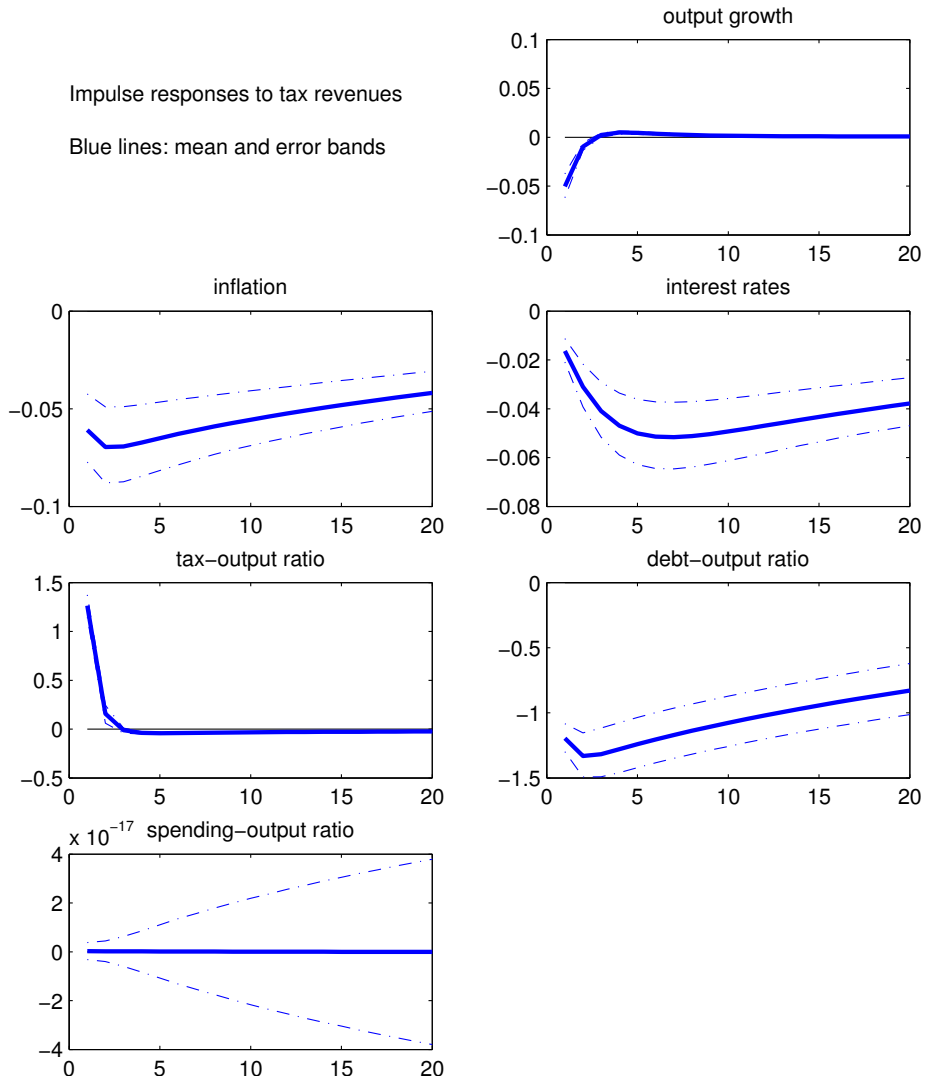 output growth
Impulse responses to tax revenues
Blue lines: mean and error bands
0.1
0.05
0
−0.05
−0.1
0 5 10 15 20
inflation
0
−0.05
−0.1
0 5 10 15 20
interest rates
0
−0.02
−0.04
−0.06
−0.08
0 5 10 15 20
tax−output ratio
1.5
1
0.5
0
−0.5
0 5 10 15 20
debt−output ratio
0
−0.5
−1
−1.5
0 5 10 15 20
x 10−17
spending−output ratio
4
2
0
−2
−4
0 5 10 15 20